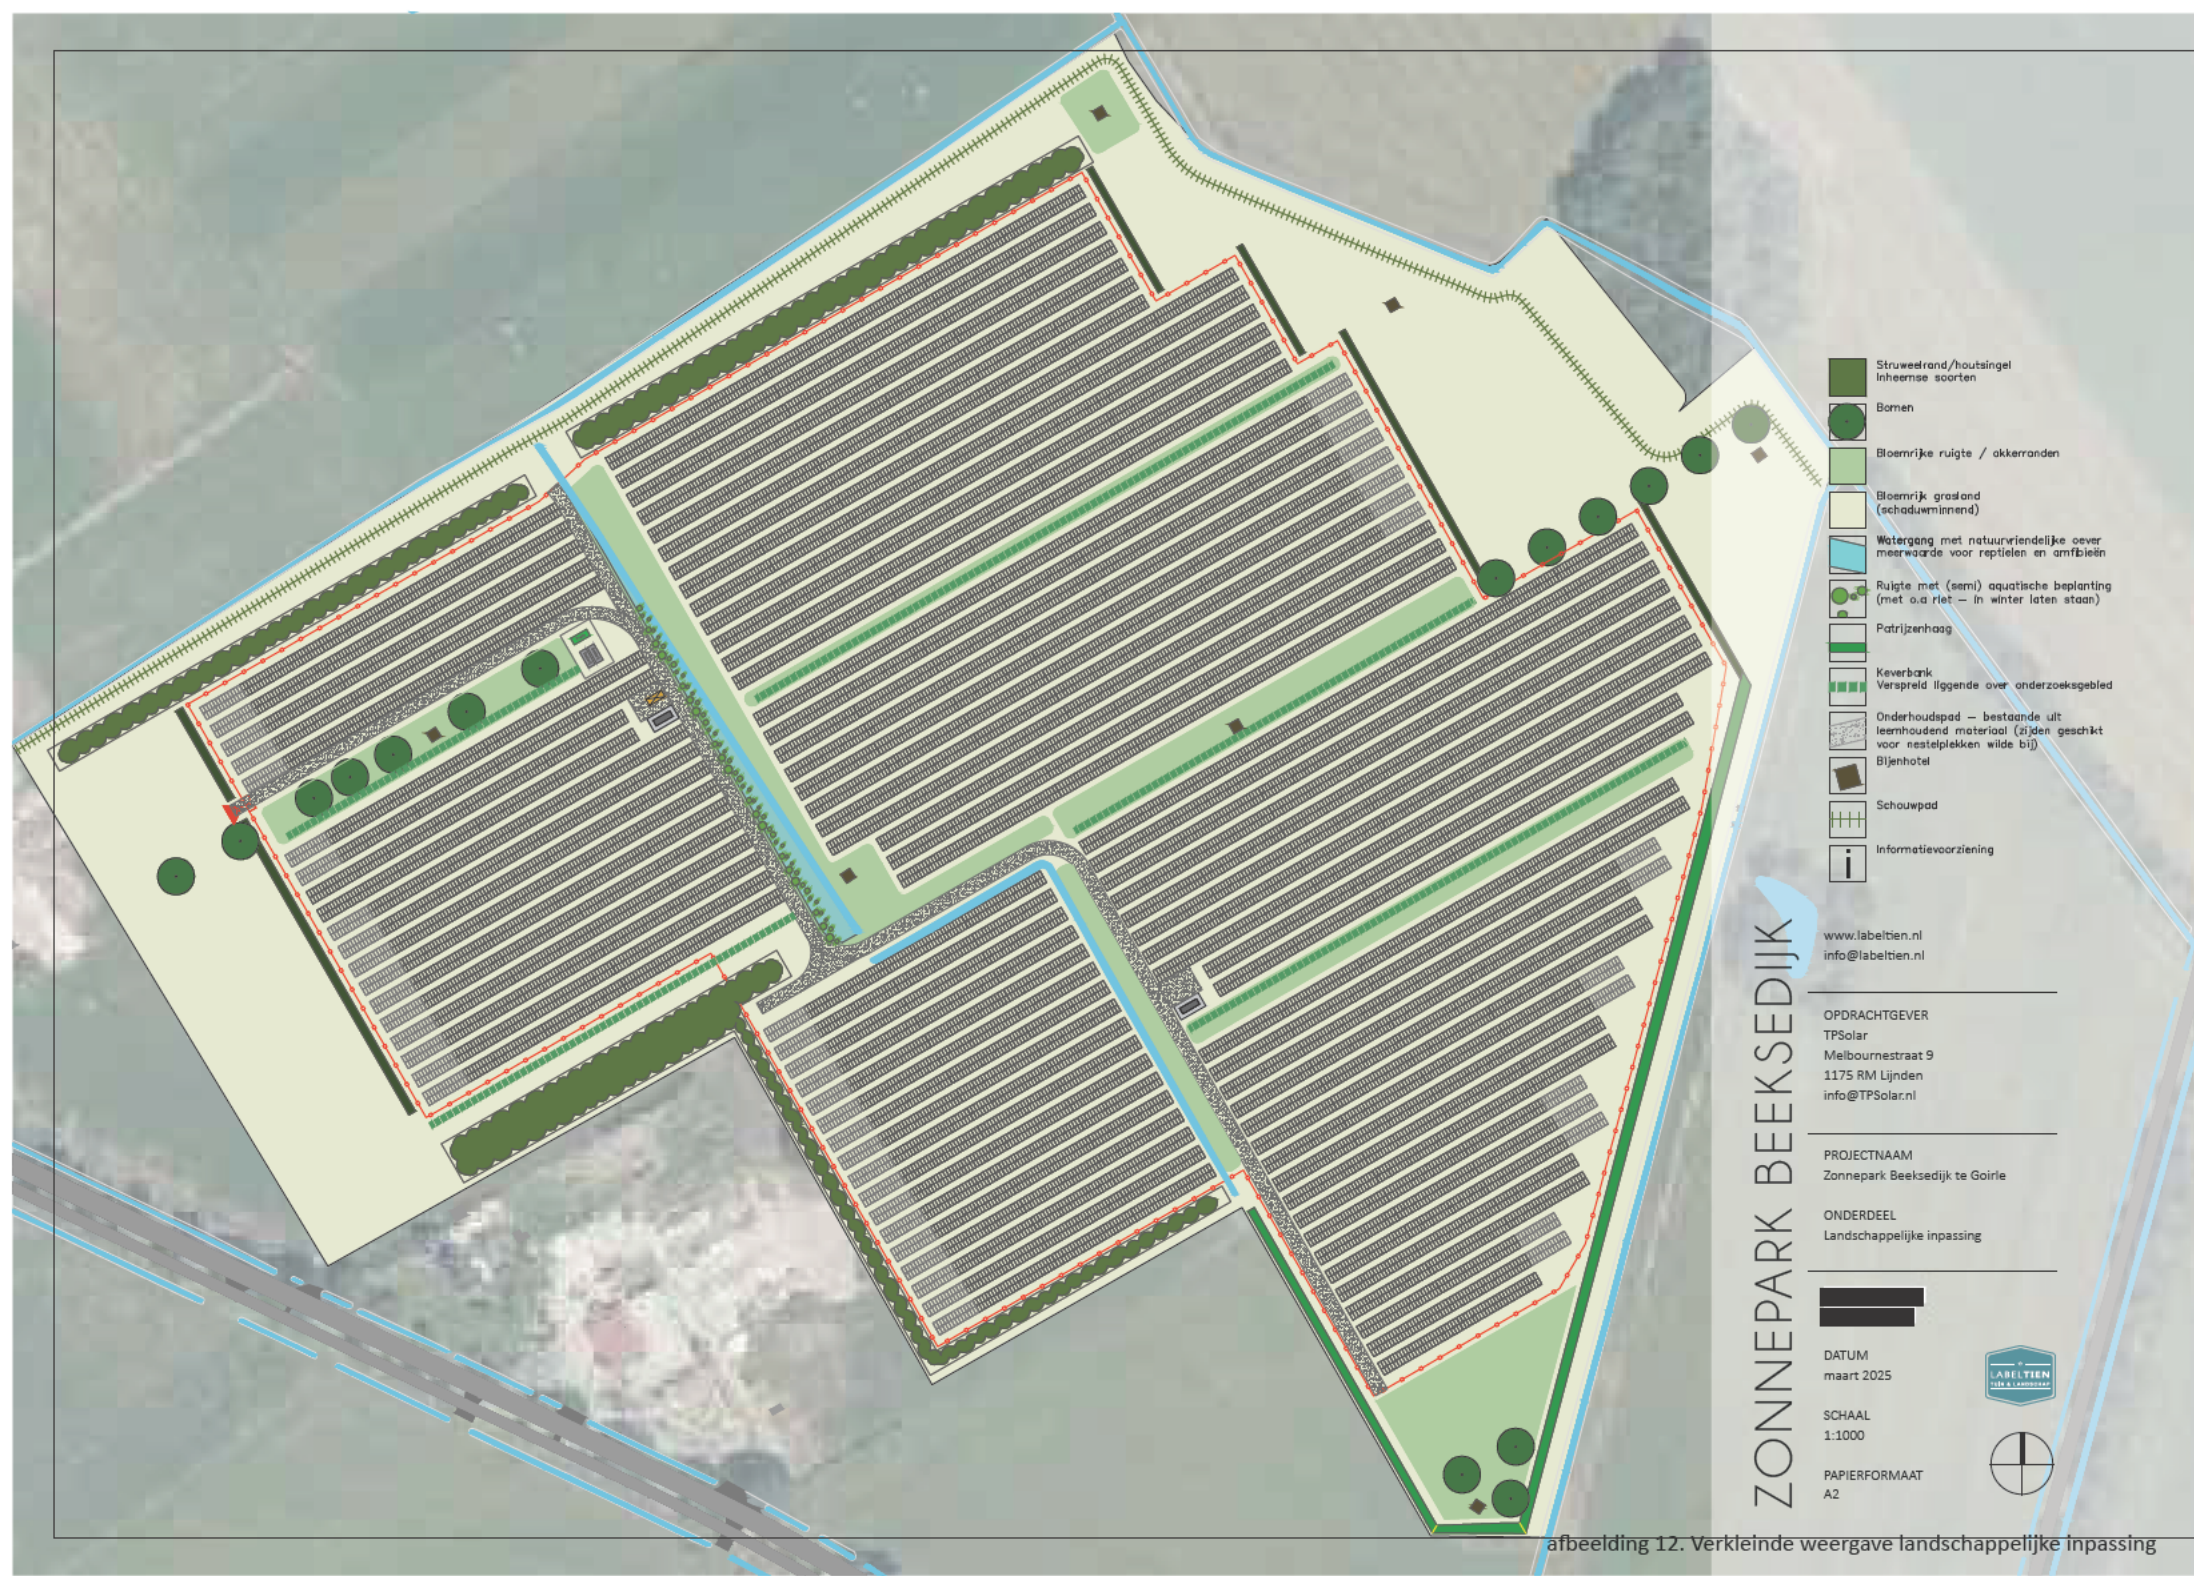 Struweelrand/houtsingel
Inheemse soorten
Bomen
Bloemrijke ruigte / akkerranden
Bloemrijk grasland
(schaduwminnend)
Watergang met natuurvriendelijke oever
meerwaarde voor reptielen en amfibieën
Ruigte met (semi) aquatische beplanting
(met o.a riet – in winter laten staan)
Patrijzenhaag
Keverbank
Verspreid liggende over onderzoeksgebied
Onderhoudspad – bestaande uit
leemhoudend materiaal (zijden geschikt
voor nestelplekken wilde bij)
Bijenhotel
Schouwpad
i
Informatievoorziening
ZONNEPARK BEEKSEDIJK
www.labeltien.nl
info@labeltien.nl
OPDRACHTGEVER
TPSolar
Melbournestraat 9
1175 RM Lijnden
info@TPSolar.nl
PROJECTNAAM
Zonnepark Beeksedijk te Goirle
ONDERDEEL
Landschappelijke inpassing
DATUM
maart 2025
SCHAAL
1:1000
PAPIERFORMAAT
A2
LABELTIEN
TUIN & LANDSCHAP
afbeelding 12. Verkleinde weergave landschappelijke inpassing